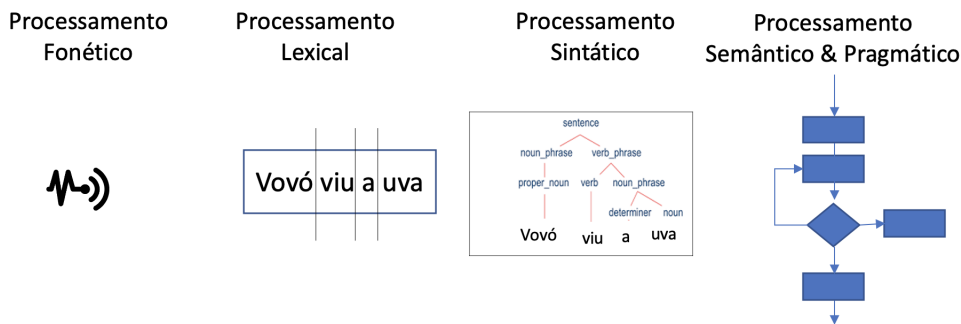 Processamento
Fonético
Processamento
Lexical
Vovó viu a uva
Processamento
Sintático
sentence
noun_phrase verb_phrase
proper_noun verb noun_phrase
determiner noun
Vovó viu a uva
Processamento
Semântico & Pragmático